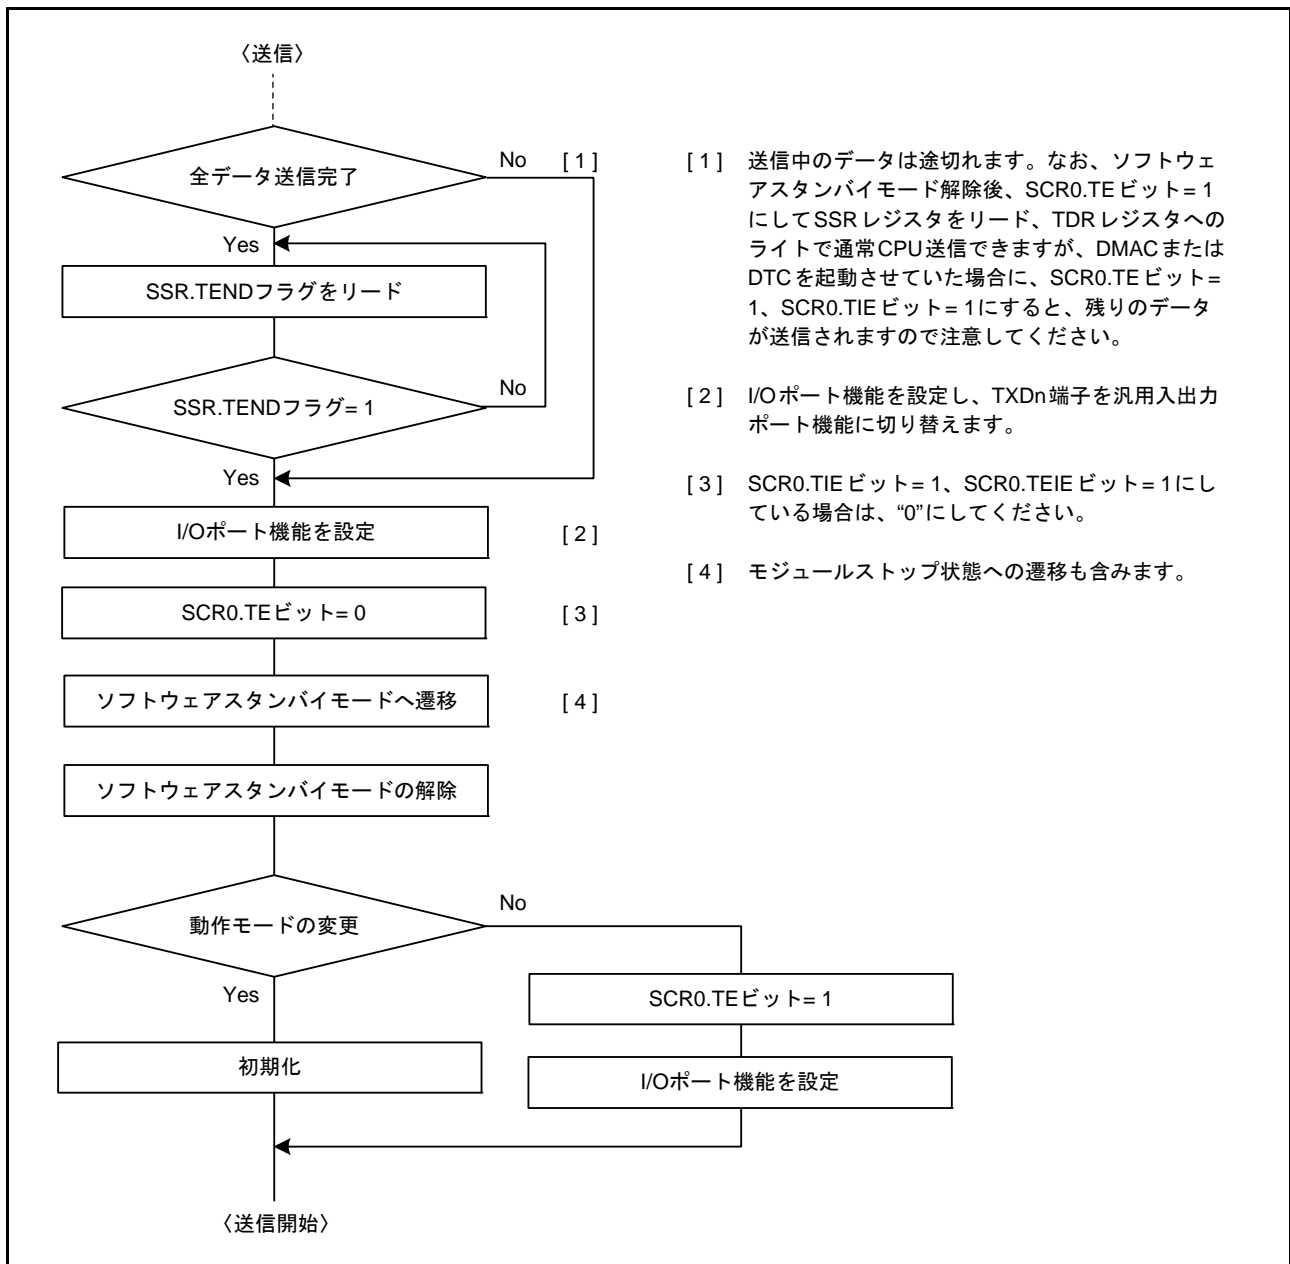 〈送信〉
全データ送信完了
No [ 1 ]
Yes
SSR.TENDフラグをリード
SSR.TENDフラグ= 1
No
Yes
I/Oポート機能を設定
[ 2 ]
SCR0.TEビット= 0
[ 3 ]
ソフトウェアスタンバイモードへ遷移
[ 4 ]
ソフトウェアスタンバイモードの解除
動作モードの変更
No
Yes
初期化
SCR0.TEビット= 1
I/Oポート機能を設定
〈送信開始〉
[ 1 ] 送信中のデータは途切れます。なお、ソフトウェ
アスタンバイモード解除後、SCR0.TEビット= 1
にしてSSRレジスタをリード、TDRレジスタへの
ライトで通常CPU送信できますが、DMACまたは
DTCを起動させていた場合に、SCR0.TEビット=
1、SCR0.TIEビット= 1にすると、残りのデータ
が送信されますので注意してください。
[ 2 ] I/Oポート機能を設定し、TXDn端子を汎用入出力
ポート機能に切り替えます。
[ 3 ] SCR0.TIEビット= 1、SCR0.TEIEビット= 1にし
ている場合は、“0”にしてください。
[ 4 ] モジュールストップ状態への遷移も含みます。